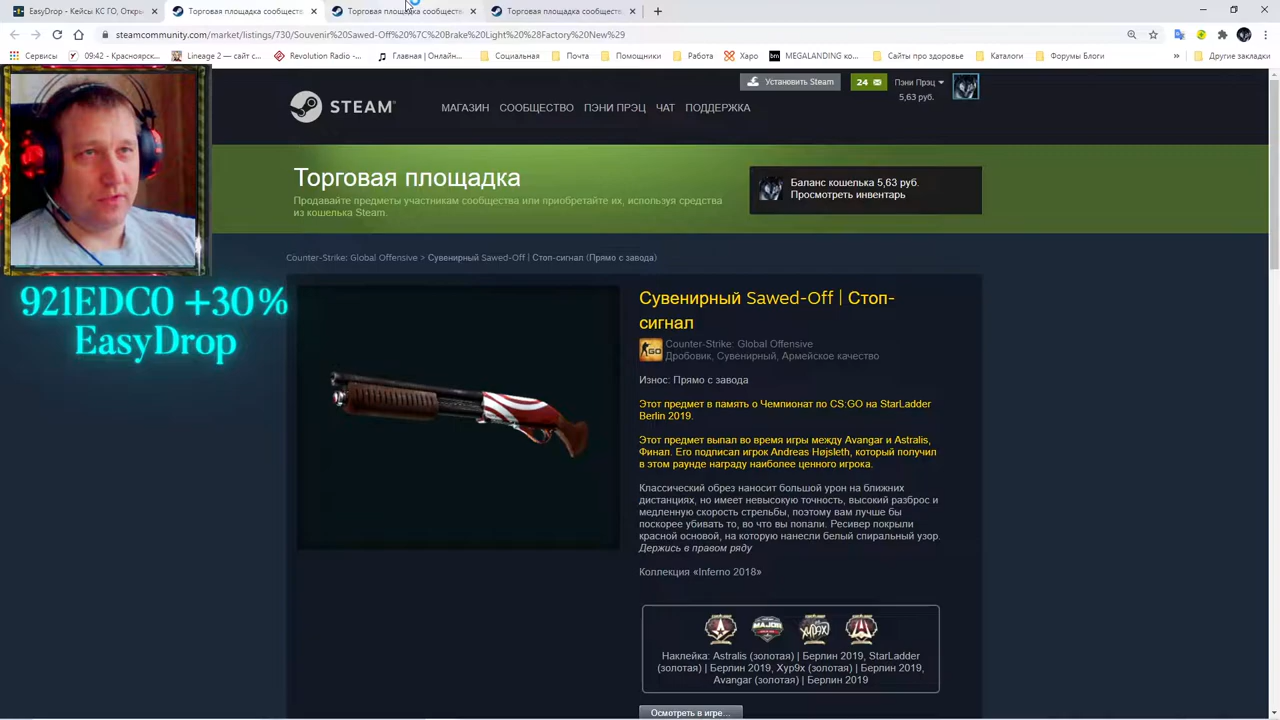 EasyDrop - Кейсы КС ГО, Откры
Торговая площадка сообществ
Торговая площадка сообществ
Торговая площадка сообществ
steamcommunity.com/market/listings/730/Souvenir%20Sawed-Off%20%7C%20Brake%20Light%20%28Factory%20New%29
Сервисы
09:42 - Красноярск...
Lineage 2 — сайт с...
Revolution Radio -...
Главная \ Онлайн...
Социальная
Почта
Помощники
Работа
Харо
MEGALANDING ко...
Сайты про здоровье
Каталоги
Форумы Блоги
»
Другие закладки
STEAM
МАГАЗИН СООБЩЕСТВО ПЭНИ ПРЭЦ ЧАТ ПОДДЕРЖКА
Установить Steam
24
Пэни Прэц
5,63 руб.
Торговая площадка
Продавайте предметы участникам сообщества или приобретайте их, используя средства
из кошелька Steam.
Баланс кошелька 5,63 руб.
Просмотреть инвентарь
921EDC0 +30%
EasyDrop
Counter-Strike: Global Offensive > Сувенирный Sawed-Off | Стоп-сигнал (Прямо с завода)
Сувенирный Sawed-Off | Стоп-
сигнал
Counter-Strike: Global Offensive
Дробовик, Сувенирный, Армейское качество
Износ: Прямо с завода
Этот предмет в память о Чемпионат по CS:GO на StarLadder
Berlin 2019.
Этот предмет выпал во время игры между Avangar и Astralis,
Финал. Его подписал игрок Andreas Højsleth, который получил
в этом раунде награду наиболее ценного игрока.
Классический обрез наносит большой урон на ближних
дистанциях, но имеет невысокую точность, высокий разброс и
медленную скорость стрельбы, поэтому вам лучше бы
поскорее убивать то, во что вы попали. Ресивер покрыли
красной основой, на которую нанесли белый спиральный узор.
Держись в правом ряду
Коллекция «Inferno 2018»
Наклейка: Astralis (золотая) | Берлин 2019, StarLadder
(золотая) | Берлин 2019, Xyp9x (золотая) | Берлин 2019,
Avangar (золотая) | Берлин 2019
Осмотреть в игре...